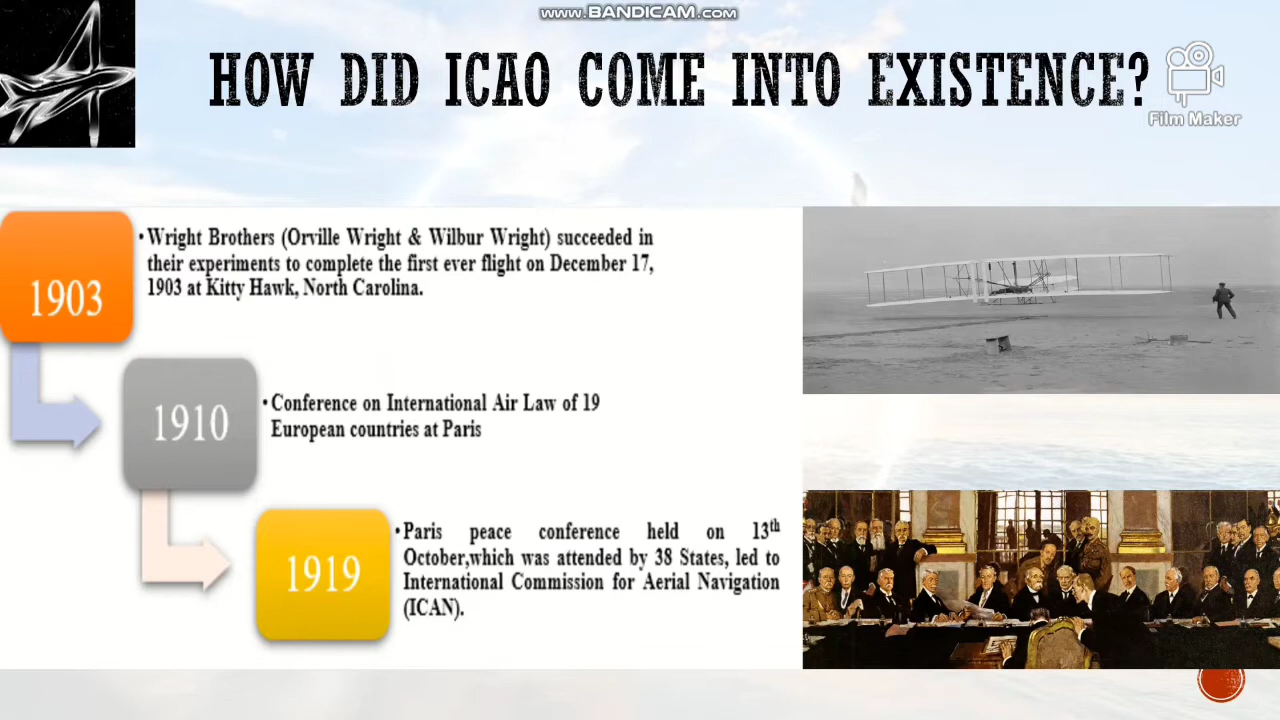 www.BANDICAM.com
HOW DID ICAO COME INTO EXISTENCE?
Film Maker
1903
•Wright Brothers (Orville Wright & Wilbur Wright) succeeded in
their experiments to complete the first ever flight on December 17,
1903 at Kitty Hawk, North Carolina.
1910
•Conference on International Air Law of 19
European countries at Paris
1919
•Paris peace conference held on 13th
October,which was attended by 38 States, led to
International Commission for Aerial Navigation
(ICAN).